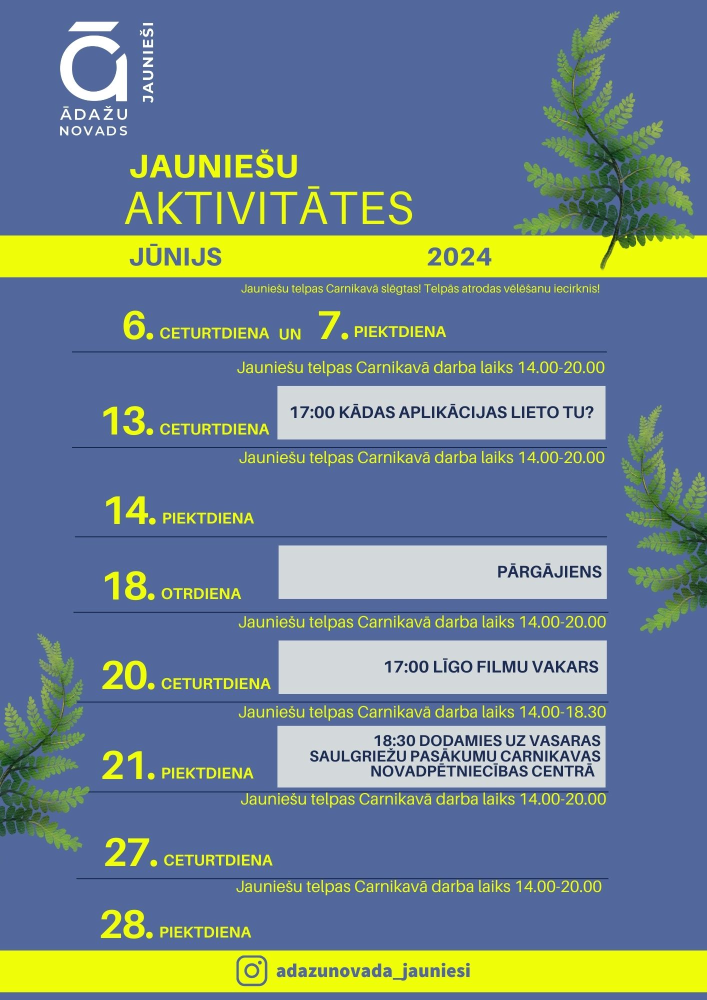 JAUNIEŠI
ĀDAŽU
NOVADS
JAUNIEŠU
AKTIVITĀTES
JŪNIJS 2024
Jauniešu telpas Carnikavā slēgtas! Telpās atrodas vēlēšanu iecirknis!
6. CETURTDIENA UN 7. PIEKTDIENA
Jauniešu telpas Carnikavā darba laiks 14.00-20.00
17:00 KĀDAS APLIKĀCIJAS LIETO TU?
13. CETURTDIENA
Jauniešu telpas Carnikavā darba laiks 14.00-20.00
14. PIEKTDIENA
PĀRGĀJIENS
18. OTRDIENA
Jauniešu telpas Carnikavā darba laiks 14.00-20.00
17:00 LĪGO FILMU VAKARS
20. CETURTDIENA
Jauniešu telpas Carnikavā darba laiks 14.00-18.30
18:30 DODAMIES UZ VASARAS
SAULGRIEŽU PASĀKUMU CARNIKAVAS
NOVADPĒTNIECĪBAS CENTRĀ
21. PIEKTDIENA
Jauniešu telpas Carnikavā darba laiks 14.00-20.00
27. CETURTDIENA
Jauniešu telpas Carnikavā darba laiks 14.00-20.00
28. PIEKTDIENA
adazunovada_jauniesi